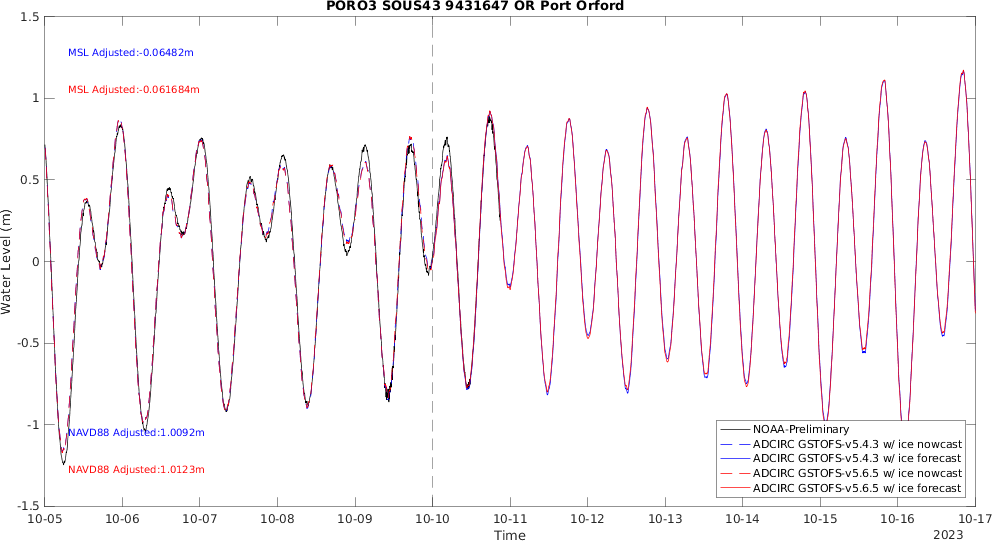 PORO3 SOUS43 9431647 OR Port Orford
1.5
1
0.5
0
-0.5
-1
-1.5
Water Level (m)
MSL Adjusted:-0.06482m
MSL Adjusted:-0.061684m
NAVD88 Adjusted:1.0092m
NAVD88 Adjusted:1.0123m
NOAA-Preliminary
ADCIRC GSTOFS-v5.4.3 w/ ice nowcast
ADCIRC GSTOFS-v5.4.3 w/ ice forecast
ADCIRC GSTOFS-v5.6.5 w/ ice nowcast
ADCIRC GSTOFS-v5.6.5 w/ ice forecast
10-05 10-06 10-07 10-08 10-09 10-10 10-11 10-12 10-13 10-14 10-15 10-16 10-17
Time
2023